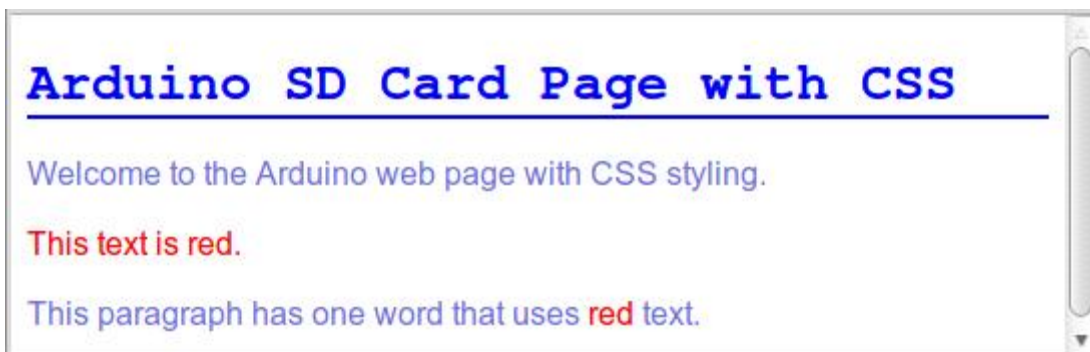 Arduino SD Card Page with CSS
Welcome to the Arduino web page with CSS styling.
This text is red.
This paragraph has one word that uses red text.